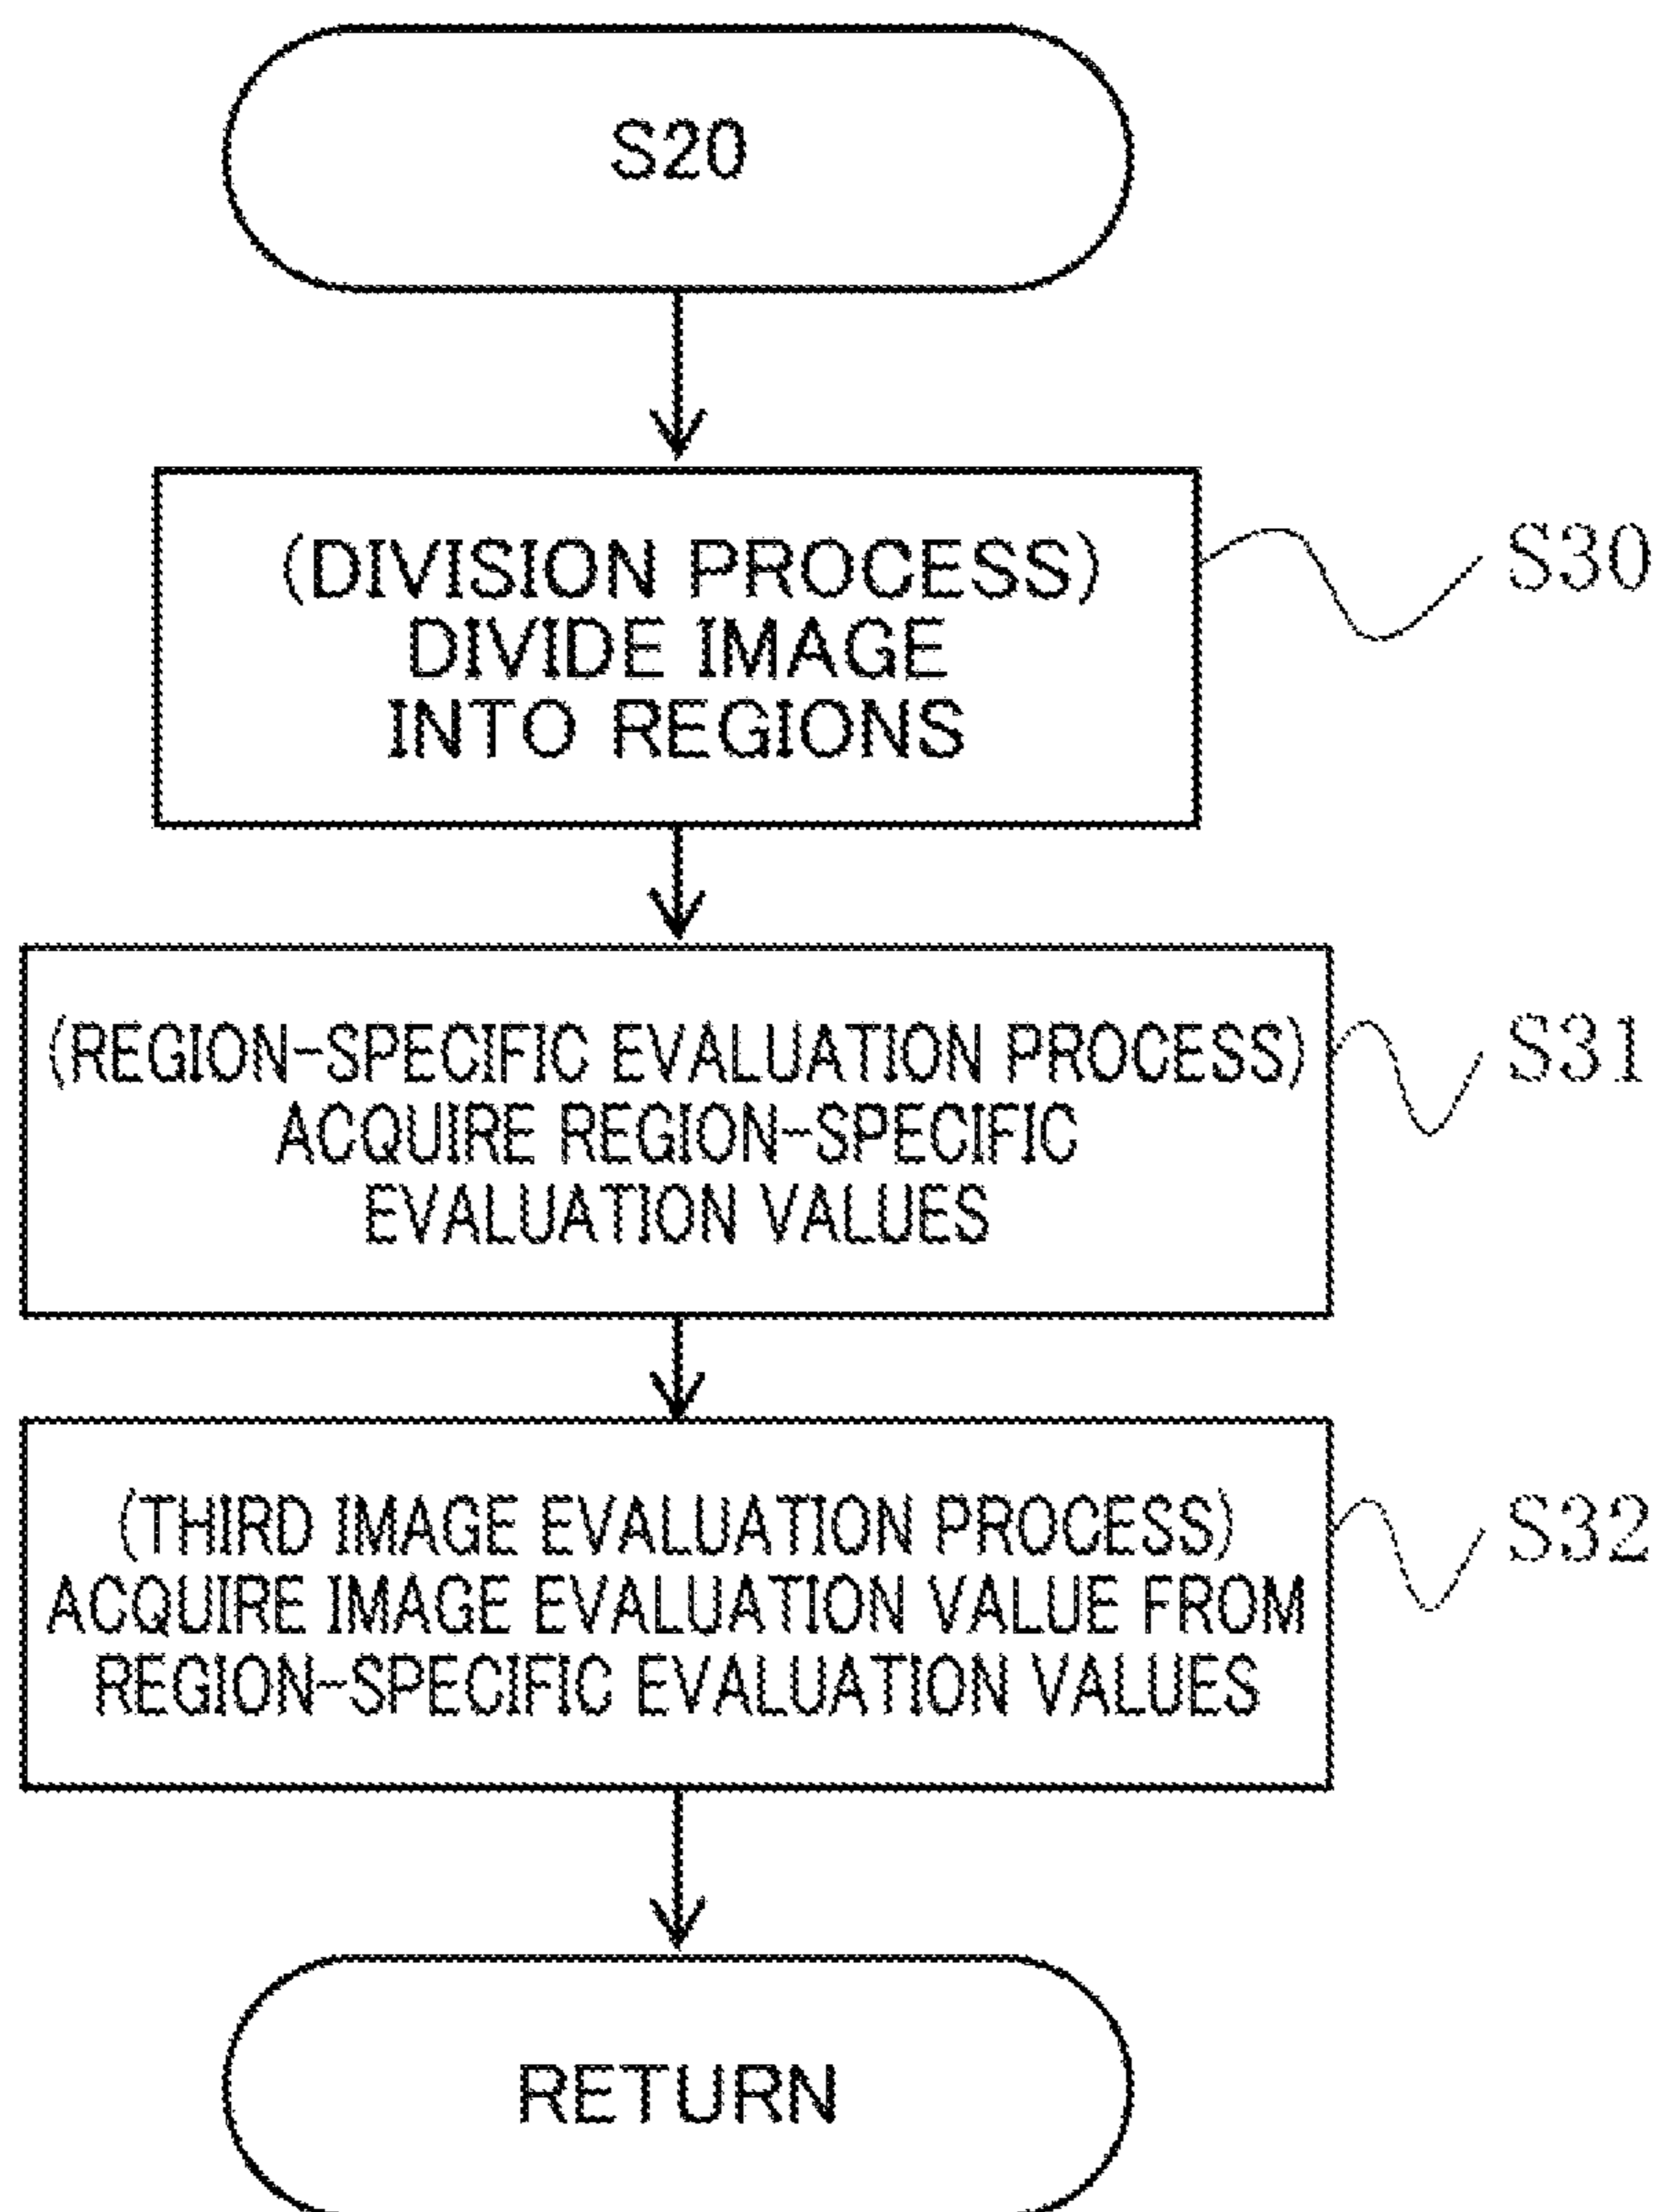 S20
(DIVISION PROCESS)
DIVIDE IMAGE
INTO REGIONS
S30
(REGION-SPECIFIC EVALUATION PROCESS)
ACQUIRE REGION-SPECIFIC
EVALUATION VALUES
S31
(THIRD IMAGE EVALUATION PROCESS)
ACQUIRE IMAGE EVALUATION VALUE FROM
REGION-SPECIFIC EVALUATION VALUES
S32
RETURN